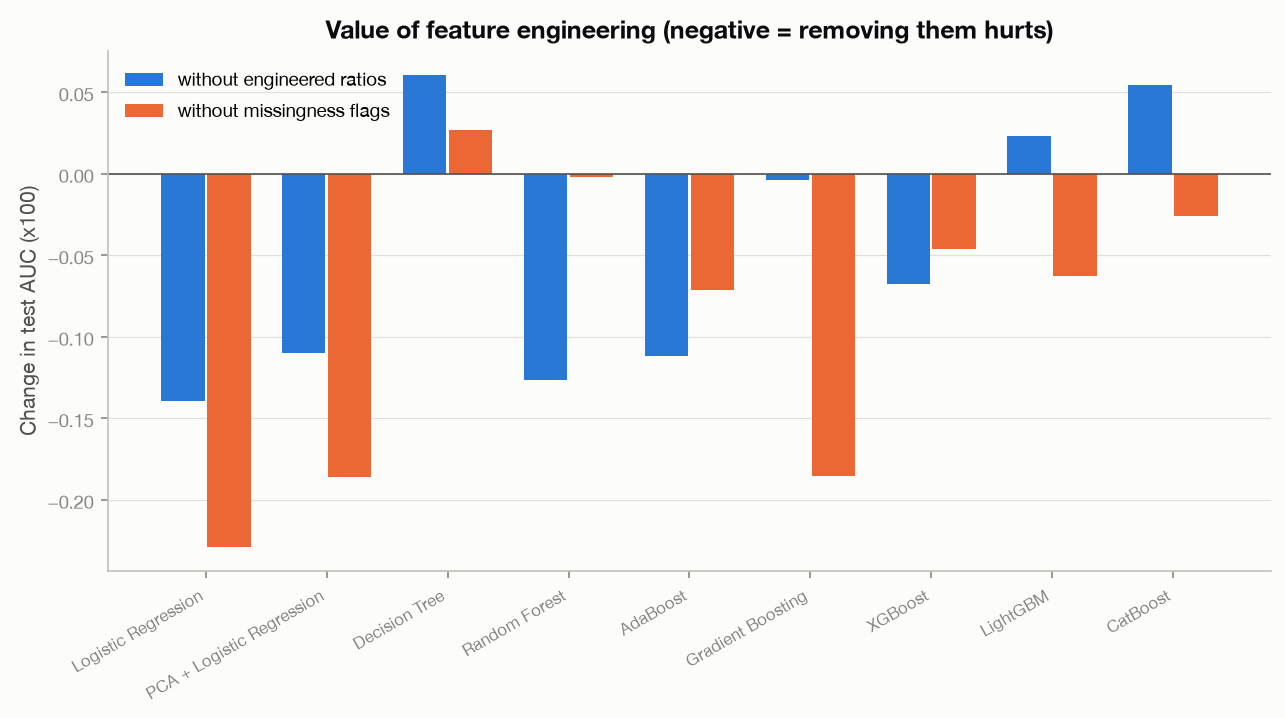 Value of feature engineering (negative = removing them hurts)
without engineered ratios
without missingness flags
Change in test AUC (x100)
0.05
0.00
−0.05
−0.10
−0.15
−0.20
Logistic Regression
PCA + Logistic Regression
Decision Tree
Random Forest
AdaBoost
Gradient Boosting
XGBoost
LightGBM
CatBoost